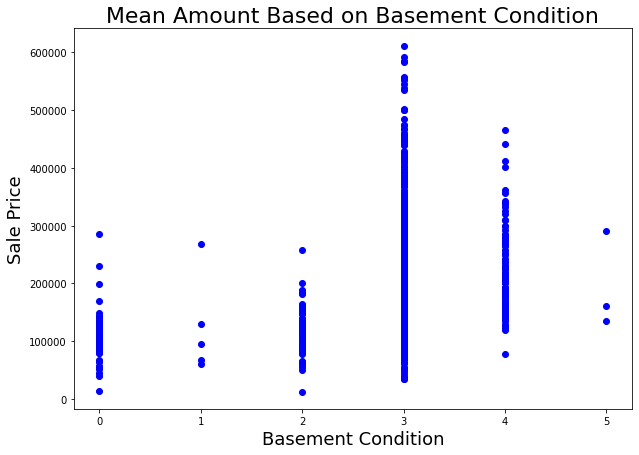 Mean Amount Based on Basement Condition
600000
500000
400000
300000
200000
100000
0
Sale Price
0 1 2 3 4 5
Basement Condition